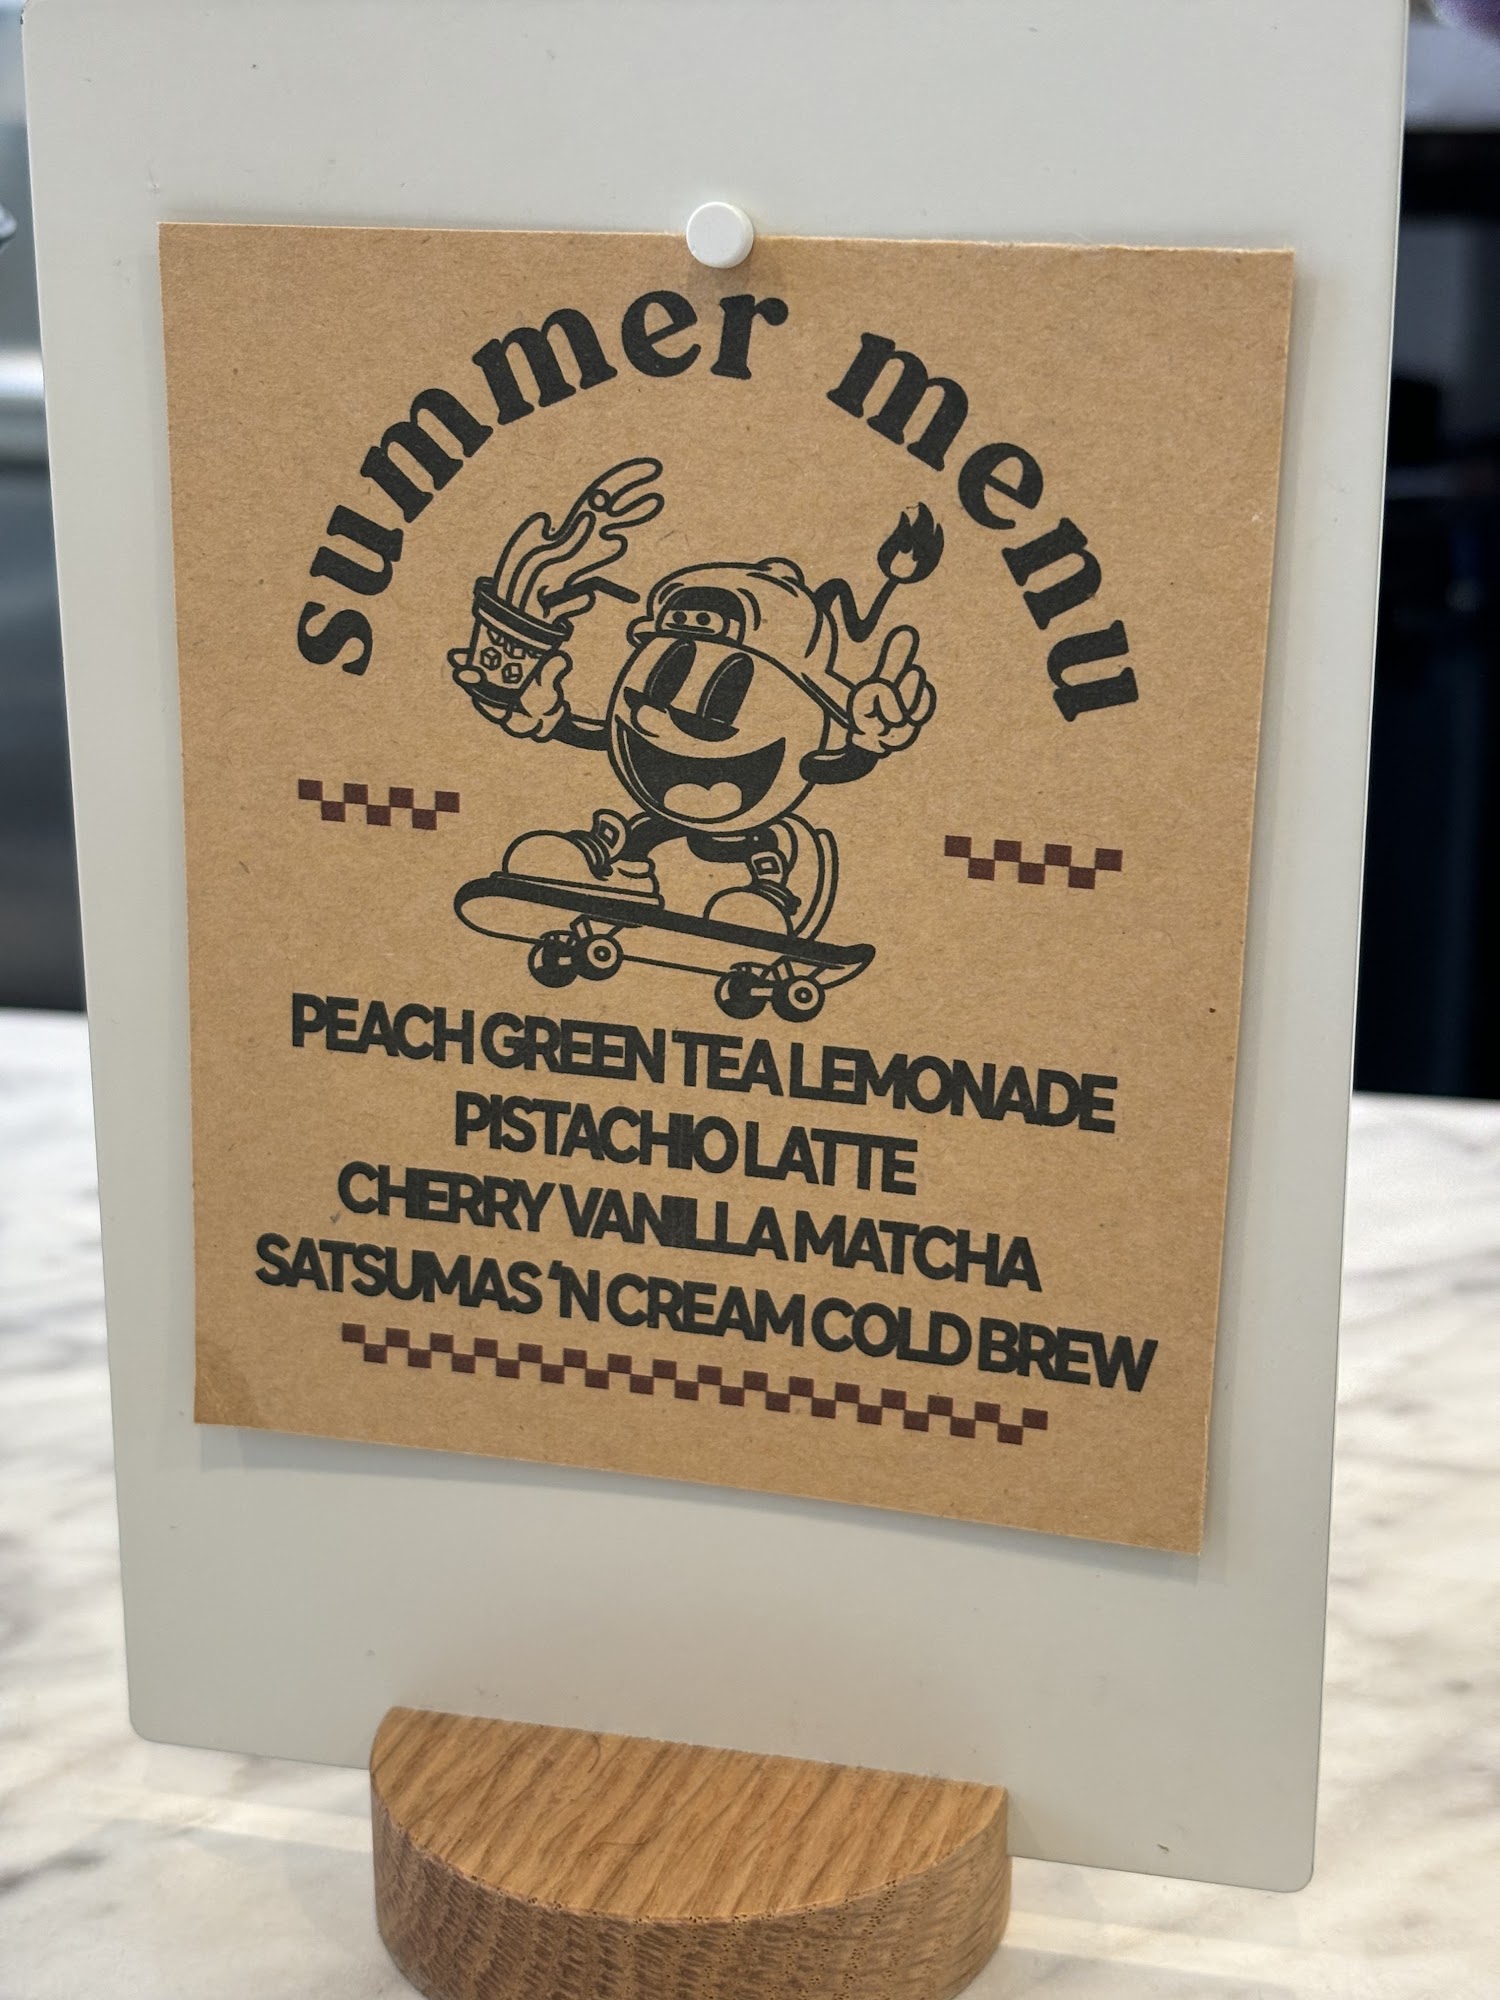 summer menu
PEACH GREEN TEA LEMONADE
PISTACHIO LATTE
CHERRY VANILLA MATCHA
SATSUMAS 'N CREAM COLD BREW